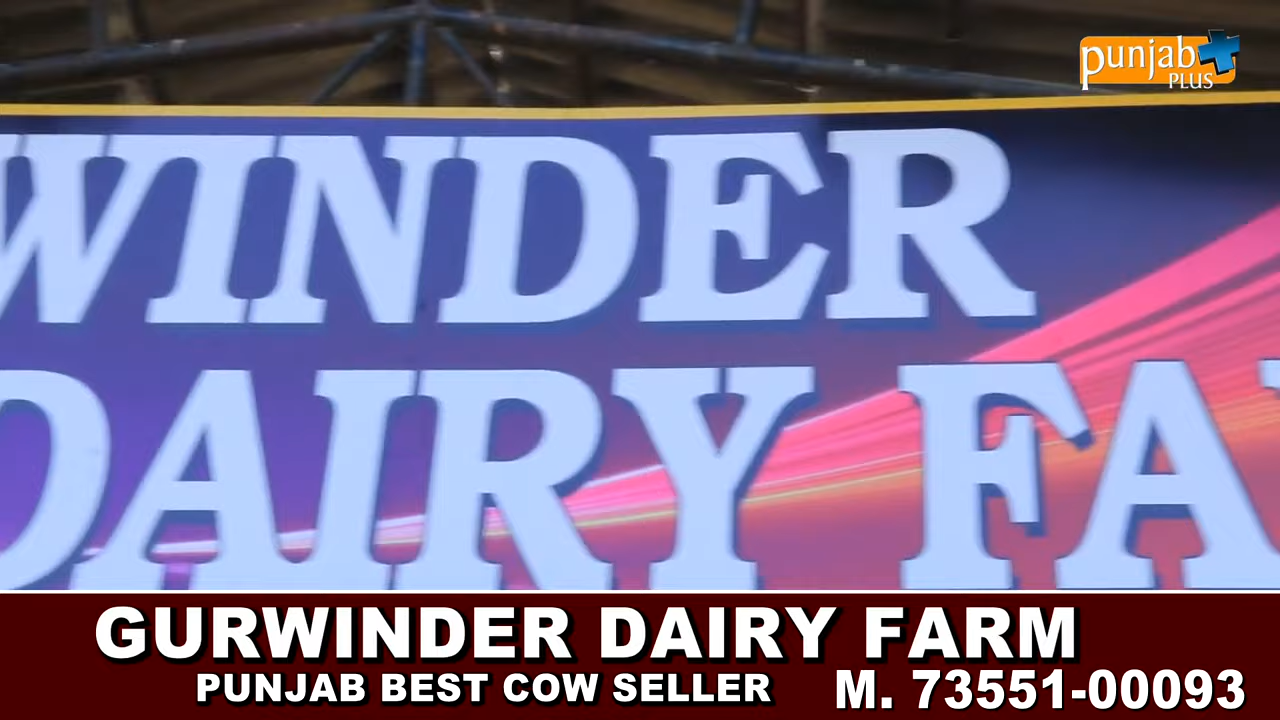 punjab
PLUS
WINDER
DAIRY FA
GURWINDER DAIRY FARM
PUNJAB BEST COW SELLER
M. 73551-00093